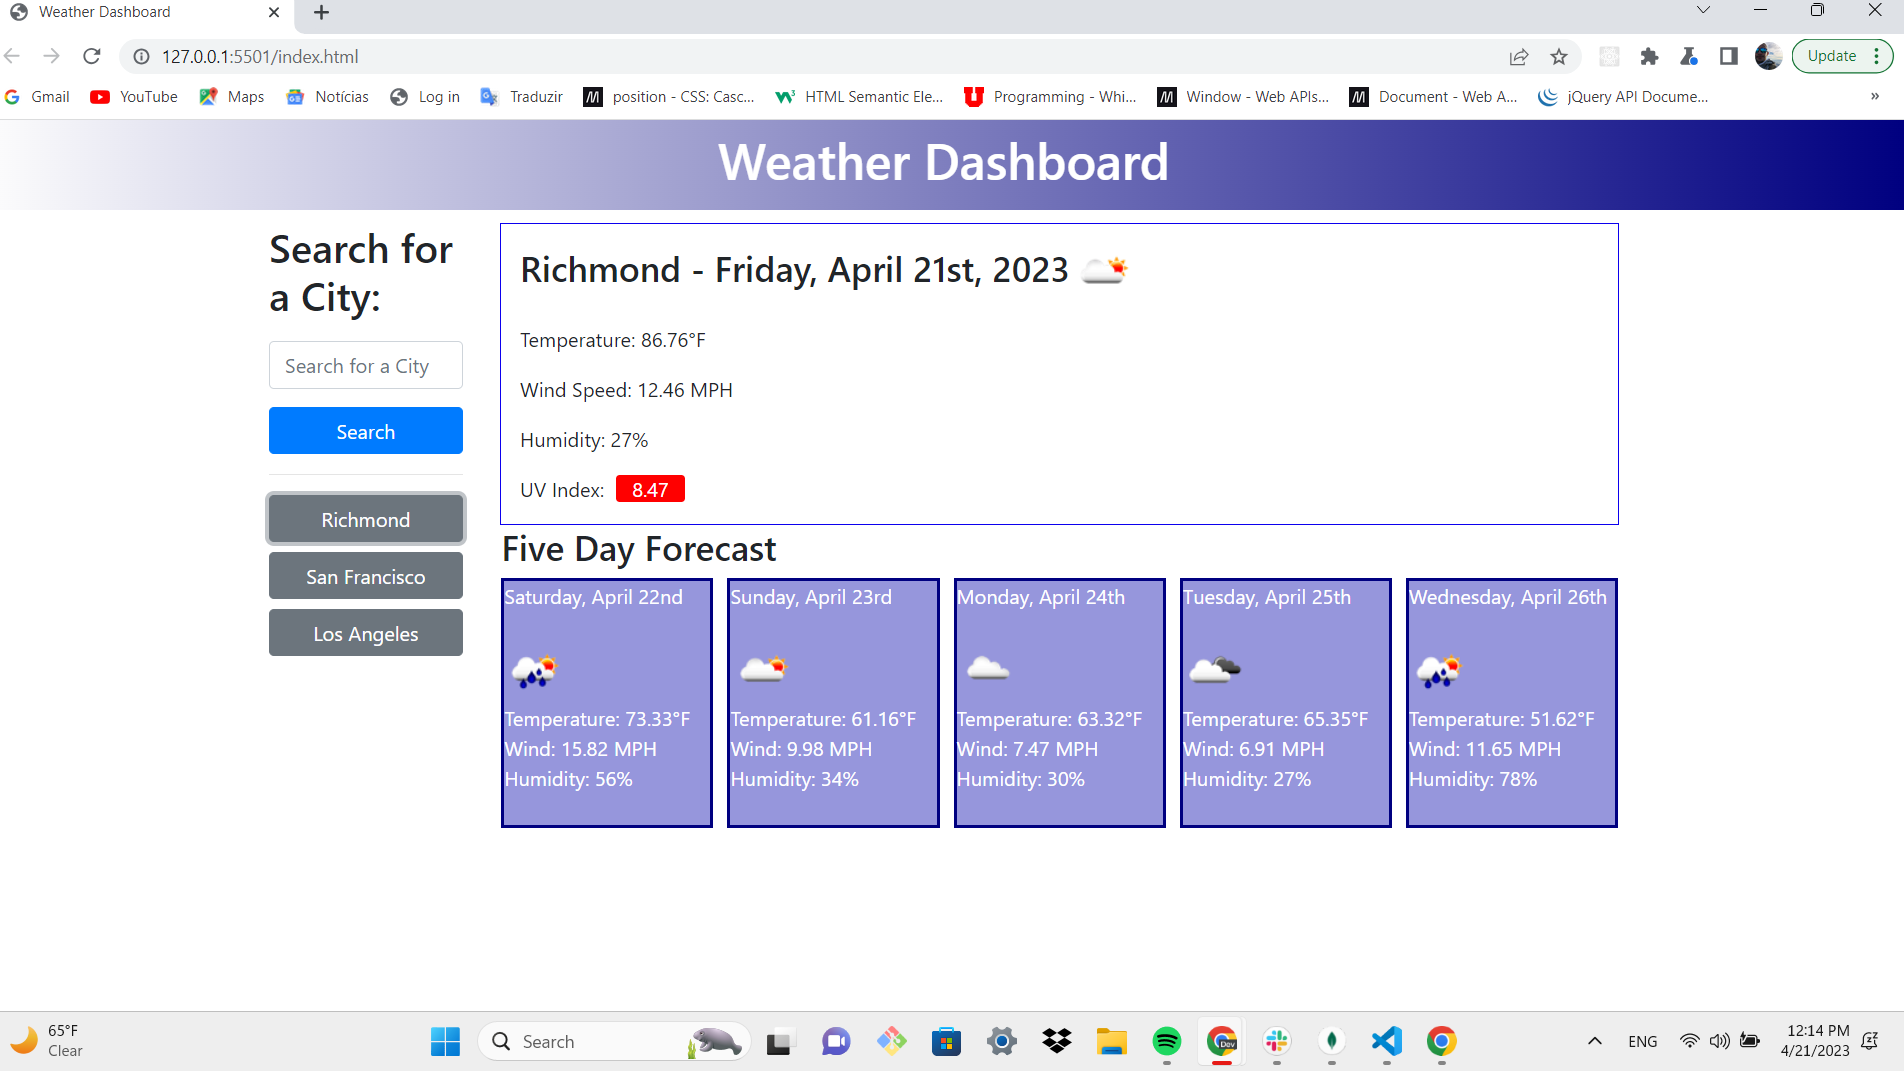 Weather Dashboard
127.0.0.1:5501/index.html
Update
Gmail
YouTube
Maps
Notícias
Log in
Traduzir
position - CSS: Casc...
HTML Semantic Ele...
Programming - Whi...
Window - Web APIs...
Document - Web A...
jQuery API Docume...
»
Weather Dashboard
Search for
a City:
Search for a City
Search
Richmond
San Francisco
Los Angeles
Richmond - Friday, April 21st, 2023
Temperature: 86.76°F
Wind Speed: 12.46 MPH
Humidity: 27%
UV Index: 8.47
Five Day Forecast
Saturday, April 22nd
Temperature: 73.33°F
Wind: 15.82 MPH
Humidity: 56%
Sunday, April 23rd
Temperature: 61.16°F
Wind: 9.98 MPH
Humidity: 34%
Monday, April 24th
Temperature: 63.32°F
Wind: 7.47 MPH
Humidity: 30%
Tuesday, April 25th
Temperature: 65.35°F
Wind: 6.91 MPH
Humidity: 27%
Wednesday, April 26th
Temperature: 51.62°F
Wind: 11.65 MPH
Humidity: 78%
65°F
Clear
Search
Dev
ENG
12:14 PM
4/21/2023